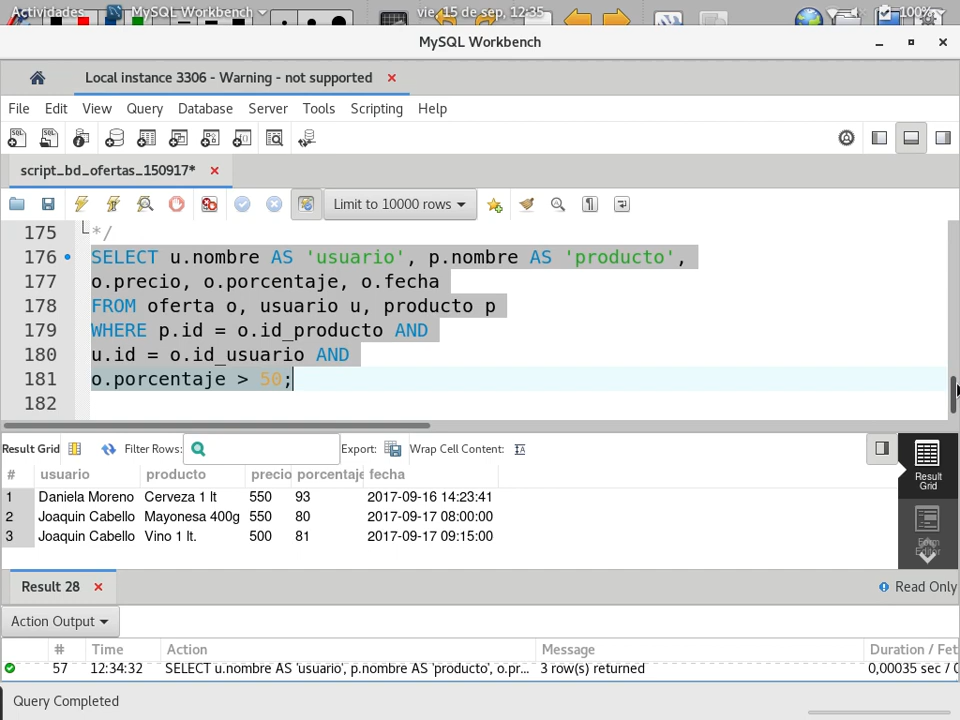 Actividades MySQL Workbench vie, 15 de sep, 12:35 100%
MySQL Workbench
Local instance 3306 - Warning - not supported
File Edit View Query Database Server Tools Scripting Help
script_bd_ofertas_150917*
Limit to 10000 rows
175 */
176 SELECT u.nombre AS 'usuario', p.nombre AS 'producto',
177 o.precio, o.porcentaje, o.fecha
178 FROM oferta o, usuario u, producto p
179 WHERE p.id = o.id_producto AND
180 u.id = o.id_usuario AND
181 o.porcentaje > 50;
182
Result Grid Filter Rows: Export: Wrap Cell Content:
# usuario producto precio porcentaje fecha
1 Daniela Moreno Cerveza 1 lt 550 93 2017-09-16 14:23:41
2 Joaquin Cabello Mayonesa 400g 550 80 2017-09-17 08:00:00
3 Joaquin Cabello Vino 1 lt. 500 81 2017-09-17 09:15:00
Result
Grid
Form
Editor
Result 28 Read Only
Action Output
# Time Action Message Duration / Fet
57 12:34:32 SELECT u.nombre AS 'usuario', p.nombre AS 'producto', o.pr... 3 row(s) returned 0,00035 sec / 0
Query Completed